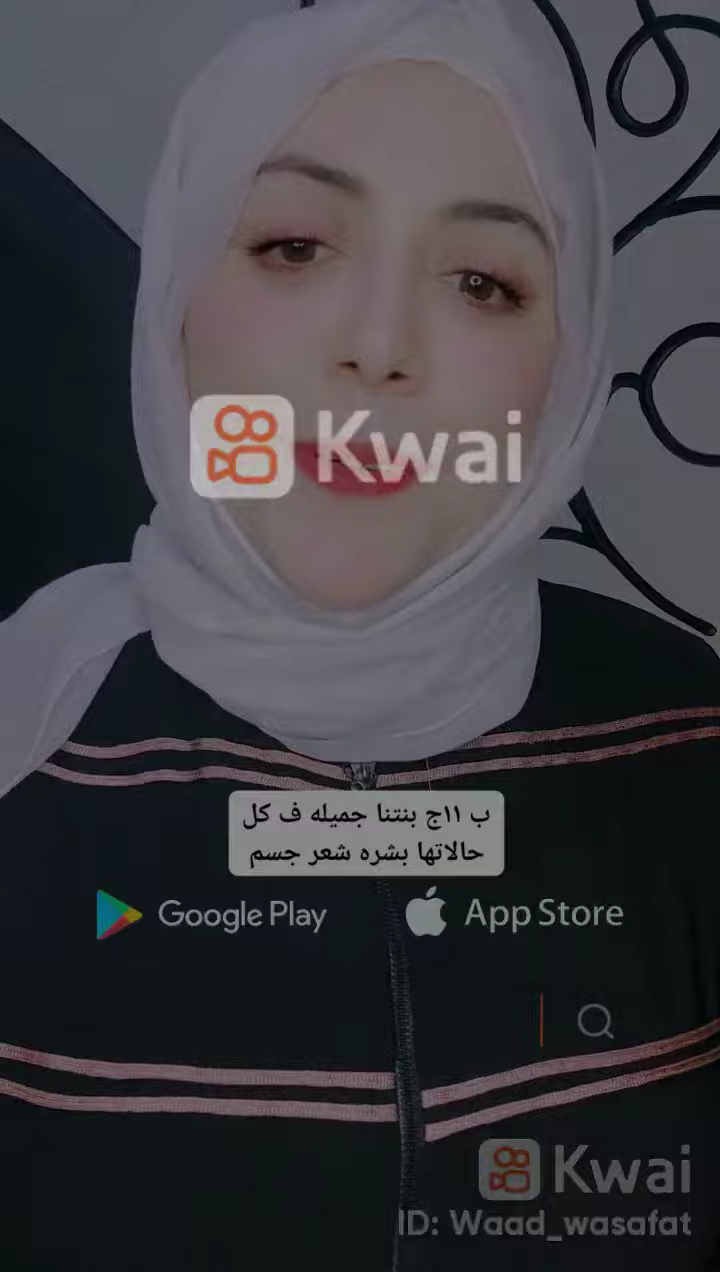 Kwai
ب ١١ج بنتنا جميله ف كل
حالاتها بشره شعر جسم
Google Play
App Store
Kwai
ID: Waad_wasafat